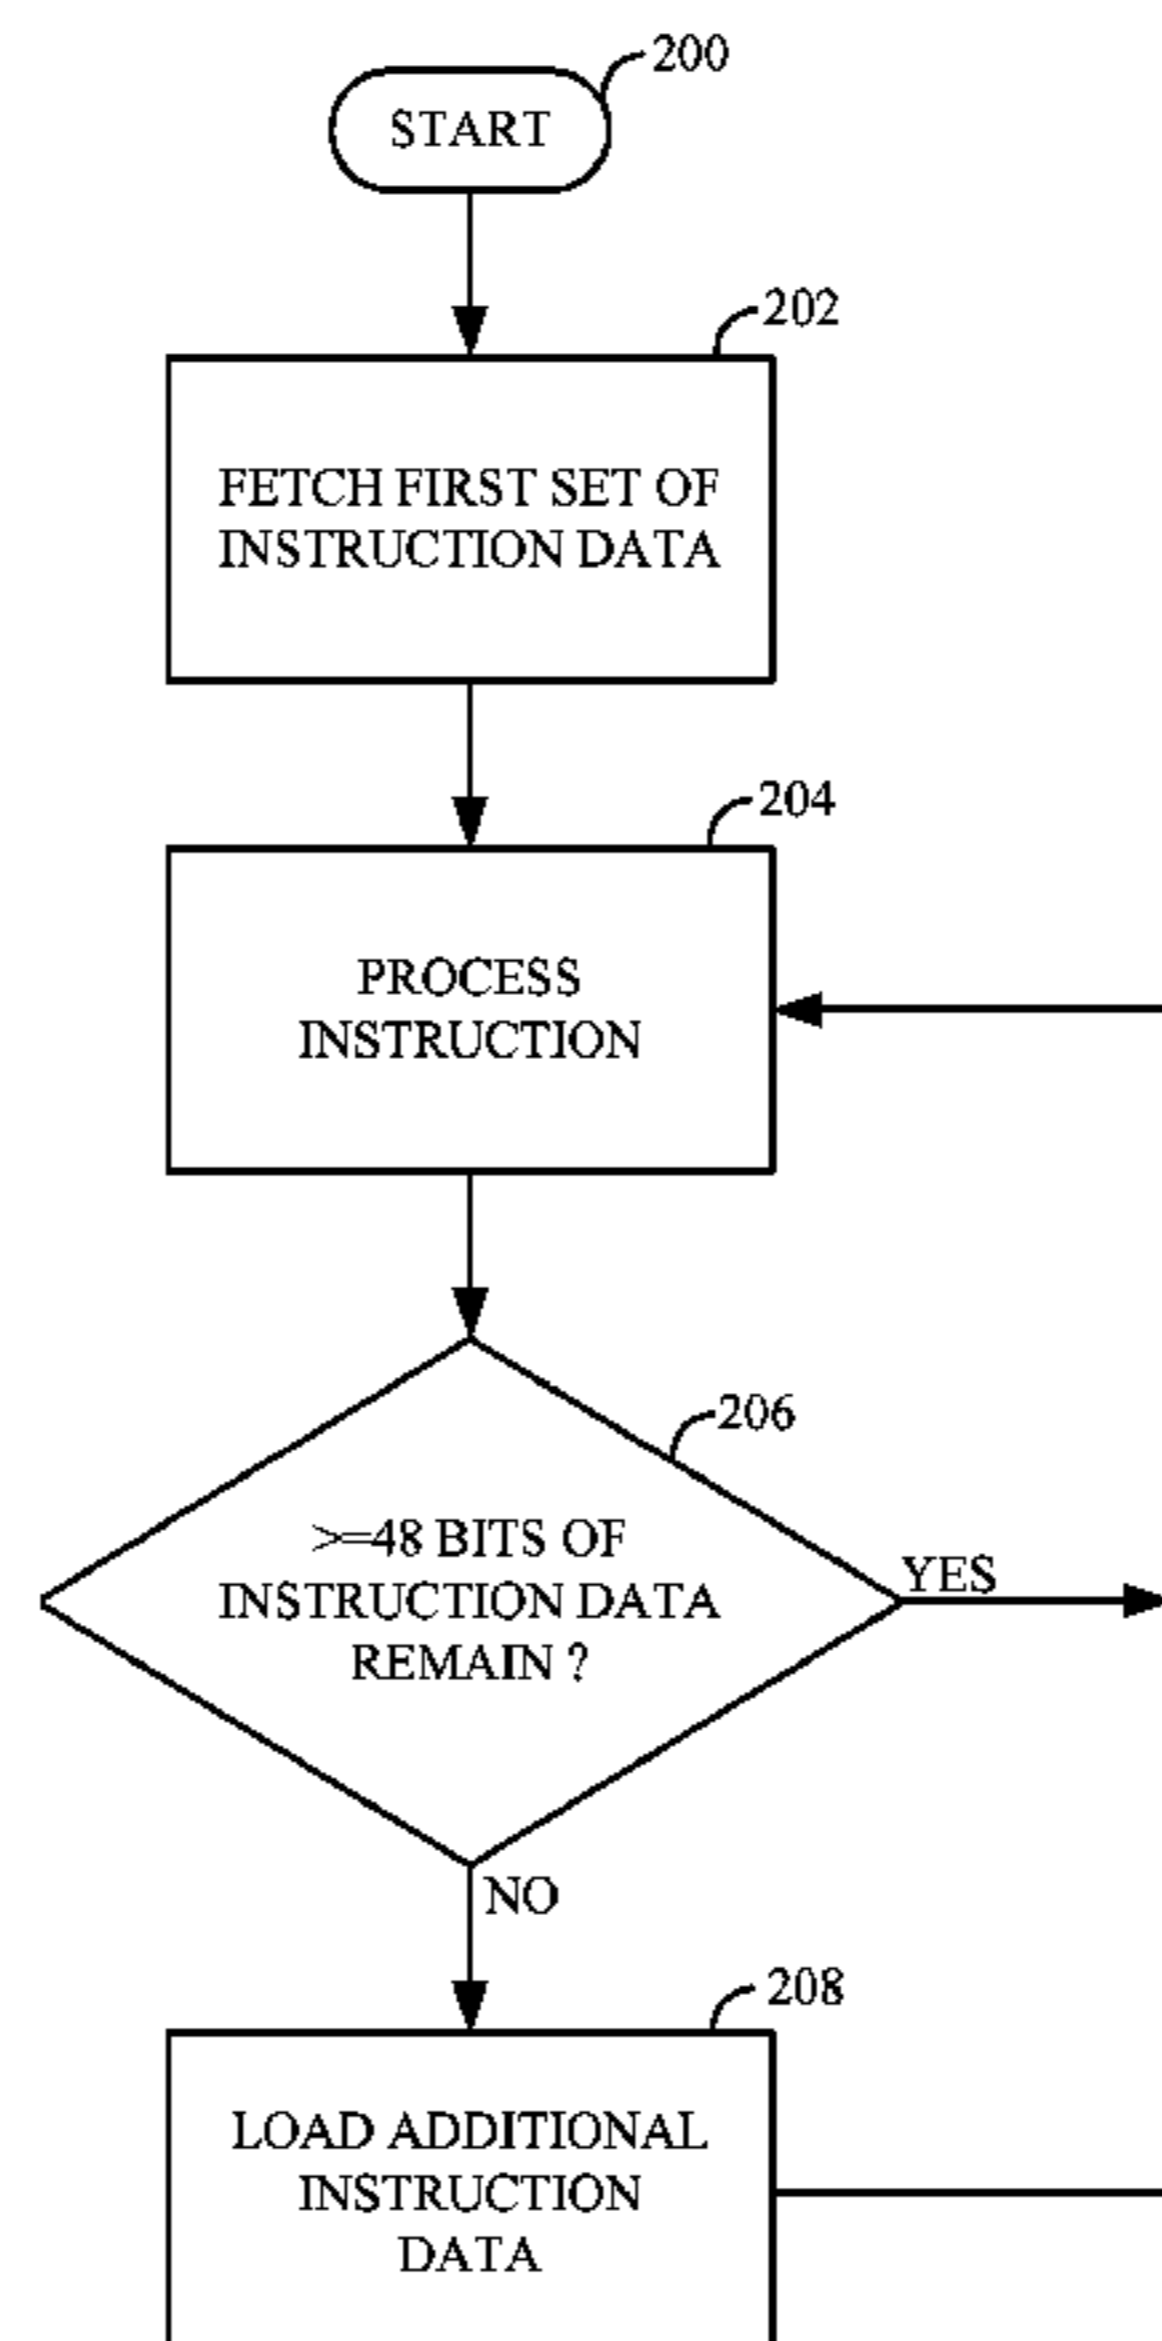 200
START
202
FETCH FIRST SET OF
INSTRUCTION DATA
204
PROCESS
INSTRUCTION
206
>=48 BITS OF
INSTRUCTION DATA
REMAIN ?
YES
NO
208
LOAD ADDITIONAL
INSTRUCTION
DATA